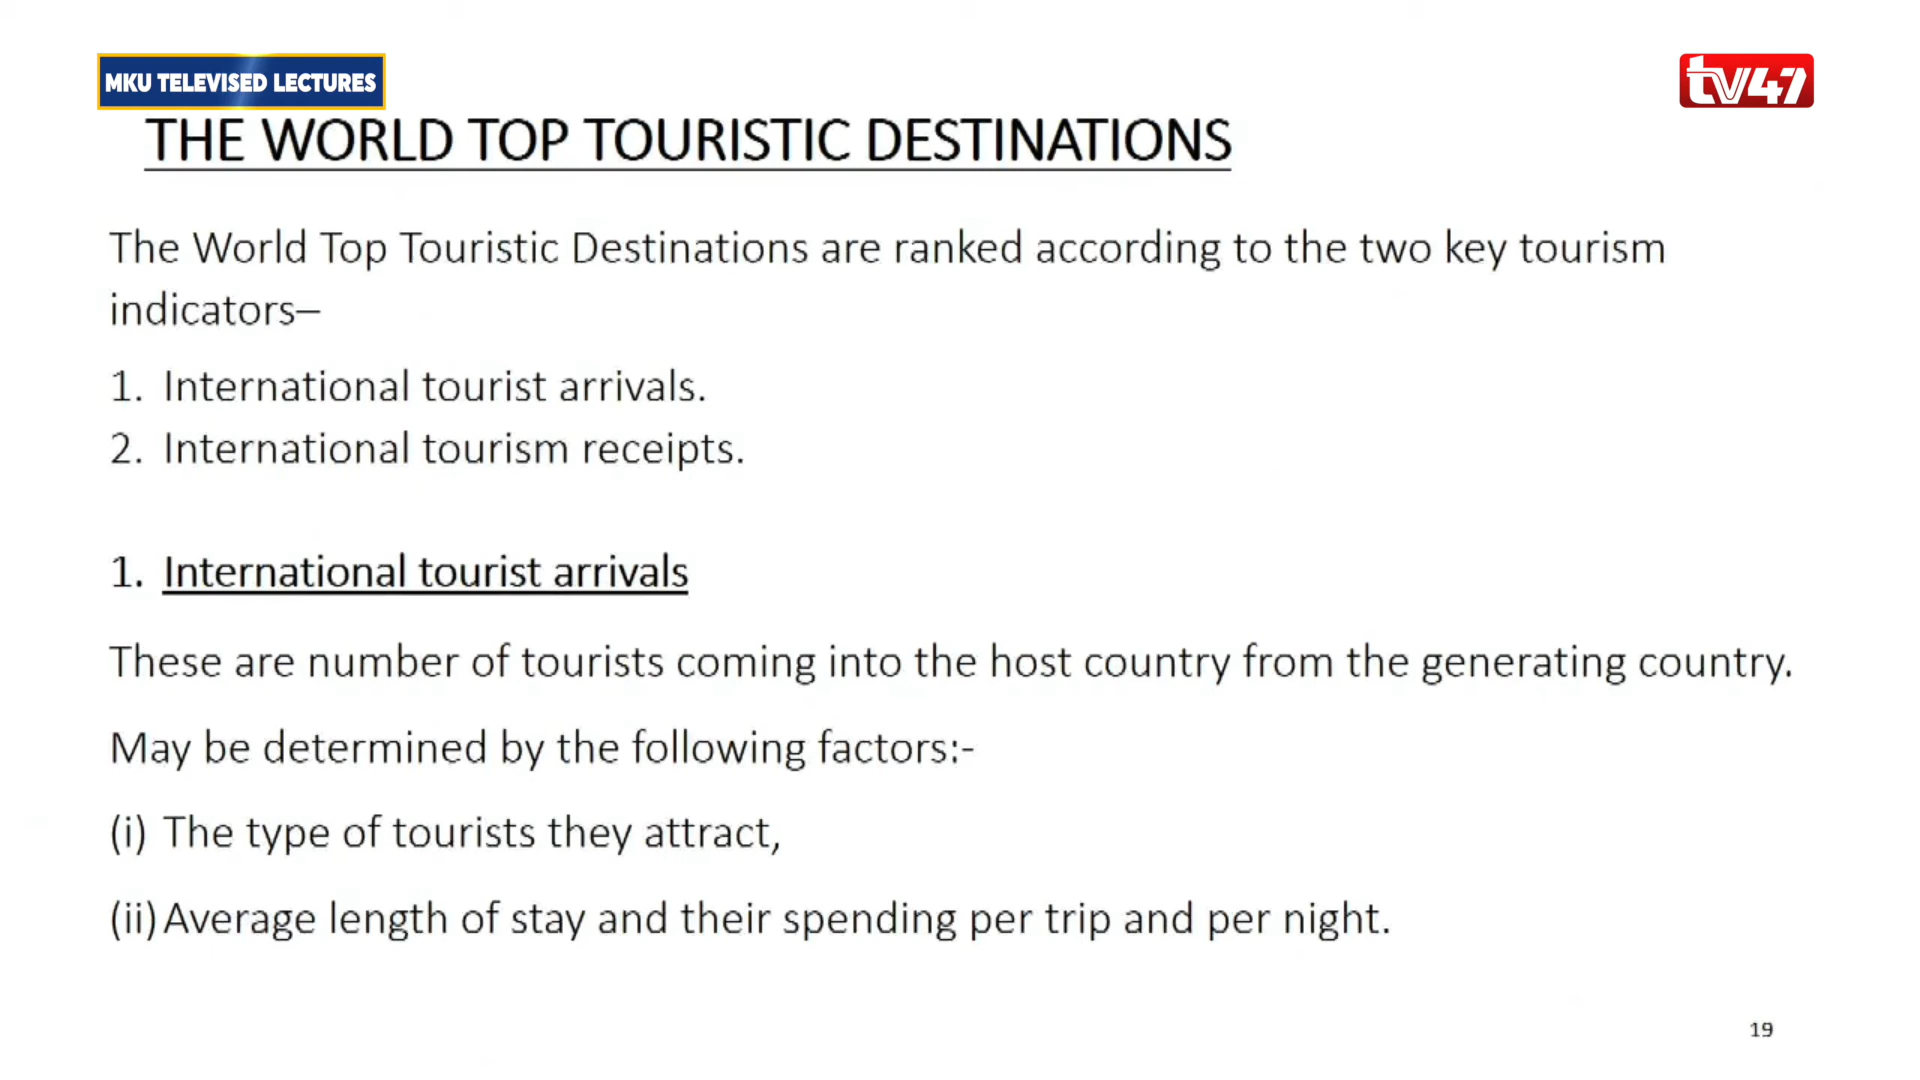 MKU TELEVISED LECTURES
tv47
THE WORLD TOP TOURISTIC DESTINATIONS
The World Top Touristic Destinations are ranked according to the two key tourism
indicators–
1. International tourist arrivals.
2. International tourism receipts.
1. International tourist arrivals
These are number of tourists coming into the host country from the generating country.
May be determined by the following factors:-
(i) The type of tourists they attract,
(ii) Average length of stay and their spending per trip and per night.
19